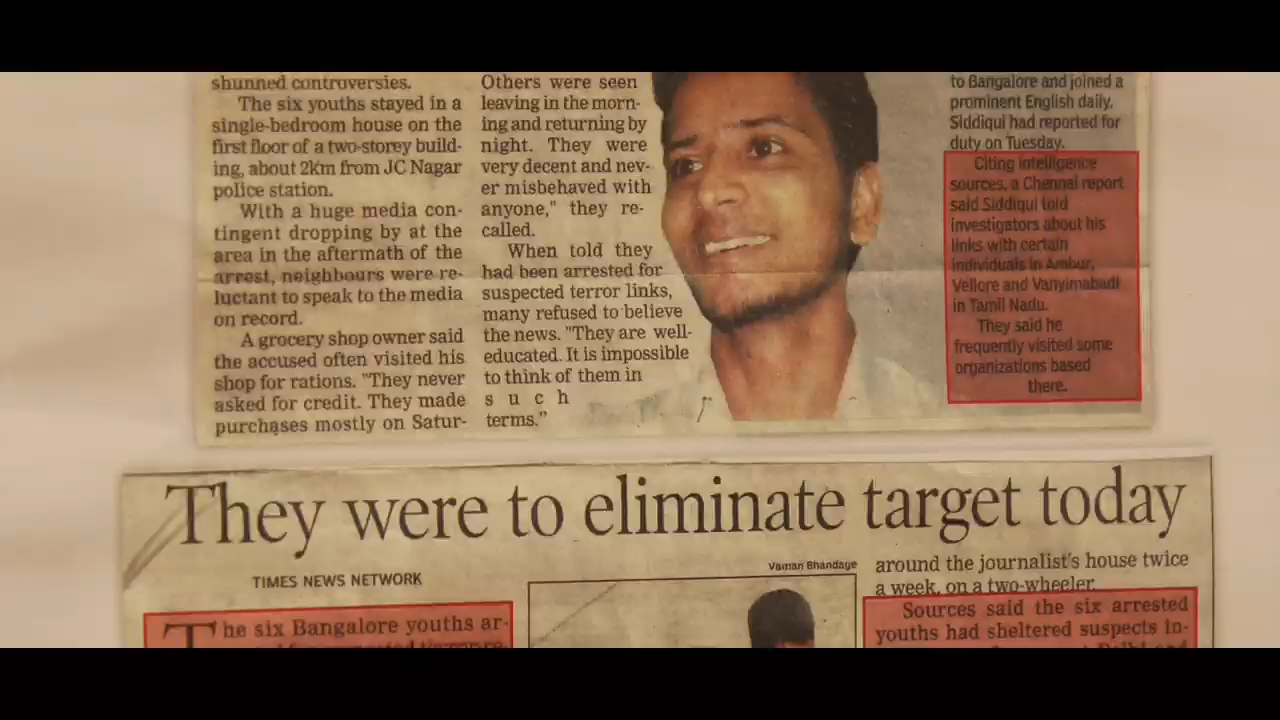 shunned controversies.
The six youths stayed in a
single-bedroom house on the
first floor of a two-storey build-
ing, about 2km from JC Nagar
police station.
With a huge media con-
tingent dropping by at the
area in the aftermath of the
arrest, neighbours were re-
luctant to speak to the media
on record.
A grocery shop owner said
the accused often visited his
shop for rations. "They never
asked for credit. They made
purchases mostly on Satur-
Others were seen
leaving in the morn-
ing and returning by
night. They were
very decent and nev-
er misbehaved with
anyone," they re-
called.
When told they
had been arrested for
suspected terror links,
many refused to believe
the news. "They are well-
educated. It is impossible
to think of them in
such
terms."
to Bangalore and joined a
prominent English daily.
Siddiqui had reported for
duty on Tuesday.
Citing intelligence
sources, a Chennai report
said Siddiqui told
investigators about his
links with certain
individuals in Ambur,
Vellore and Vanyimabadi
in Tamil Nadu.
They said he
frequently visited some
organizations based
there.
They were to eliminate target today
TIMES NEWS NETWORK
The six Bangalore youths ar-
Vaman Bhandage
around the journalist's house twice
a week, on a two-wheeler.
Sources said the six arrested
youths had sheltered suspects in-